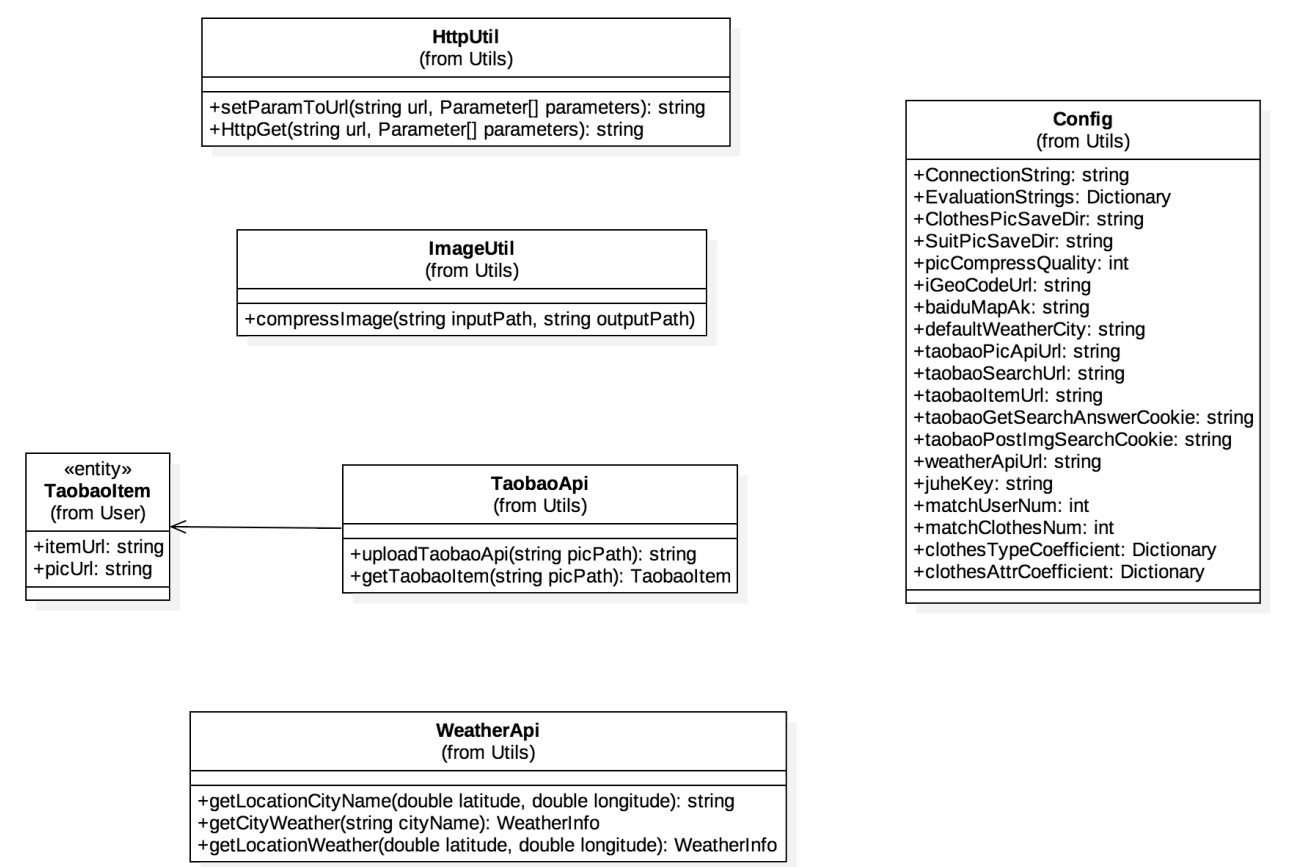 HttpUtil
(from Utils)
+setParamToUrl(string url, Parameter[] parameters): string
+HttpGet(string url, Parameter[] parameters): string
Config
(from Utils)
+ConnectionString: string
+EvaluationStrings: Dictionary
+ClothesPicSaveDir: string
+SuitPicSaveDir: string
+picCompressQuality: int
+iGeoCodeUrl: string
+baiduMapAk: string
+defaultWeatherCity: string
+taobaoPicApiUrl: string
+taobaoSearchUrl: string
+taobaoItemUrl: string
+taobaoGetSearchAnswerCookie: string
+taobaoPostImgSearchCookie: string
+weatherApiUrl: string
+juheKey: string
+matchUserNum: int
+matchClothesNum: int
+clothesTypeCoefficient: Dictionary
+clothesAttrCoefficient: Dictionary
ImageUtil
(from Utils)
+compressImage(string inputPath, string outputPath)
«entity»
TaobaoItem
(from User)
+itemUrl: string
+picUrl: string
TaobaoApi
(from Utils)
+uploadTaobaoApi(string picPath): string
+getTaobaoItem(string picPath): TaobaoItem
WeatherApi
(from Utils)
+getLocationCityName(double latitude, double longitude): string
+getCityWeather(string cityName): WeatherInfo
+getLocationWeather(double latitude, double longitude): WeatherInfo